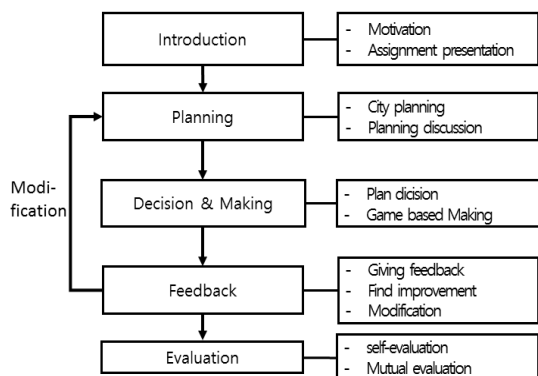 Introduction
- Motivation
- Assignment presentation
Planning
- City planning
- Planning discussion
Modi-
fication
Decision & Making
- Plan dicision
- Game based Making
Feedback
- Giving feedback
- Find improvement
- Modification
Evaluation
- self-evaluation
- Mutual evaluation